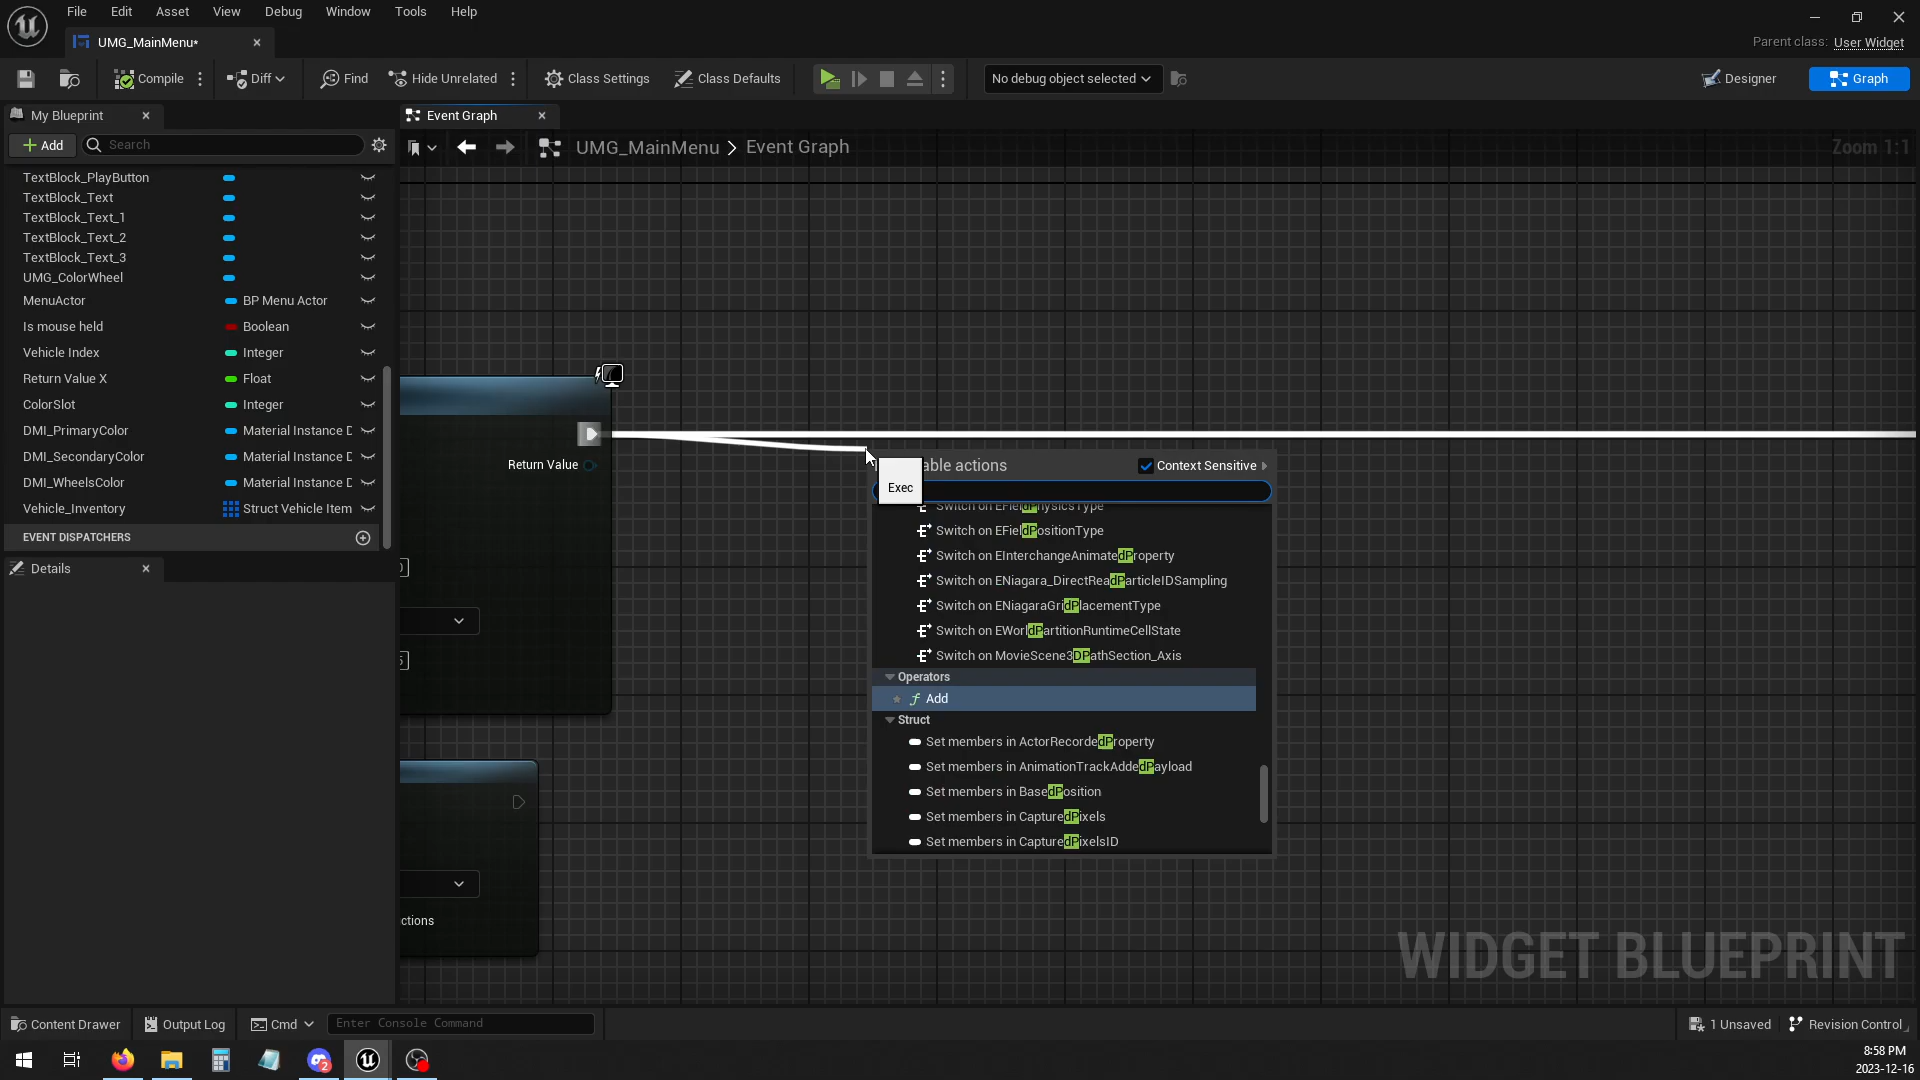 File Edit Asset View Debug Window Tools Help
UMG_MainMenu*
Parent class: User Widget
Compile Diff Find Hide Unrelated Class Settings Class Defaults No debug object selected Designer Graph
My Blueprint
Event Graph
Add Search
UMG_MainMenu > Event Graph
Zoom 1:1
TextBlock_PlayButton
TextBlock_Text
TextBlock_Text_1
TextBlock_Text_2
TextBlock_Text_3
UMG_ColorWheel
MenuActor BP Menu Actor
Is mouse held Boolean
Vehicle Index Integer
Return Value X Float
ColorSlot Integer
DMI_PrimaryColor Material Instance D
DMI_SecondaryColor Material Instance D
DMI_WheelsColor Material Instance D
Vehicle_Inventory Struct Vehicle Item
EVENT DISPATCHERS
Details
Return Value
ctions
able actions Context Sensitive
Exec
Switch on EFieldPhysicsType
Switch on EFieldPositionType
Switch on EInterchangeAnimatedProperty
Switch on ENiagara_DirectReadParticleIDSampling
Switch on ENiagaraGridPlacementType
Switch on EWorldPartitionRuntimeCellState
Switch on MovieScene3DPathSection_Axis
Operators
f Add
Struct
Set members in ActorRecordedProperty
Set members in AnimationTrackAddedPayload
Set members in BasedPosition
Set members in CapturedPixels
Set members in CapturedPixelsID
WIDGET BLUEPRINT
Content Drawer Output Log Cmd Enter Console Command 1 Unsaved Revision Control
2
8:58 PM
2023-12-16